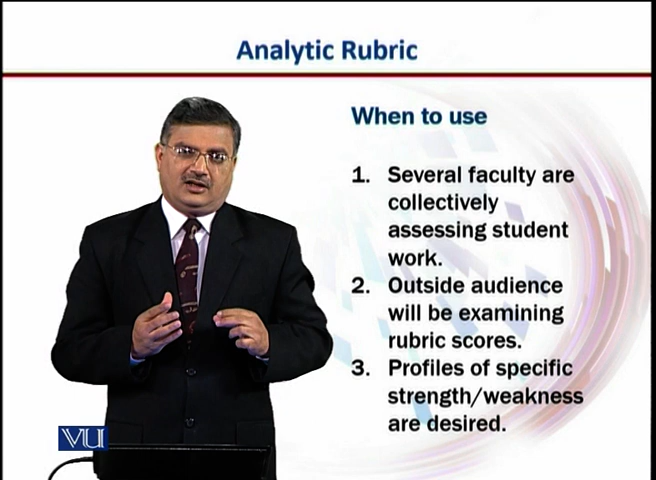 Analytic Rubric
When to use
1. Several faculty are
collectively
assessing student
work.
2. Outside audience
will be examining
rubric scores.
3. Profiles of specific
strength/weakness
are desired.
VU